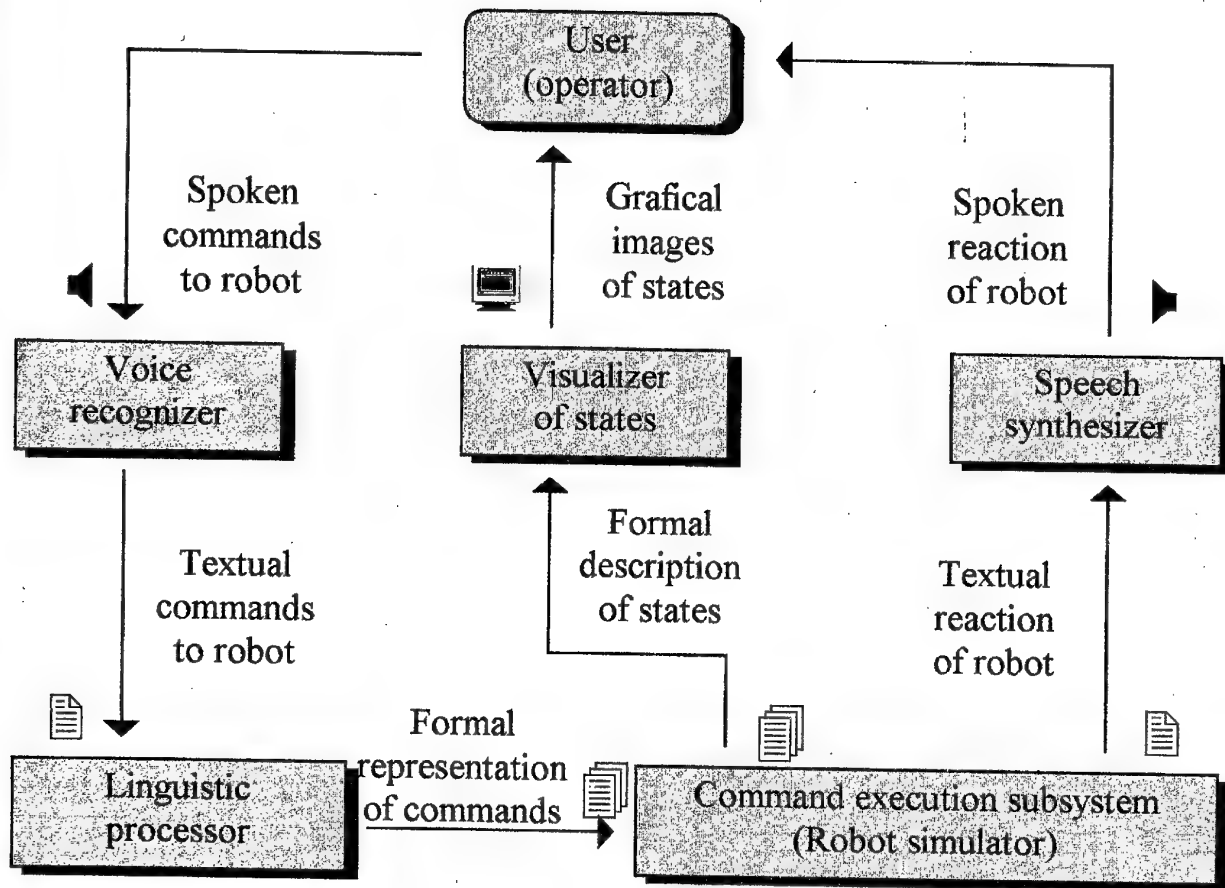 User
(operator)
Spoken
commands
to robot
Grafical
images
of states
Spoken
reaction
of robot
Voice
recognizer
Visualizer
of states
Speech
synthesizer
Textual
commands
to robot
Formal
description
of states
Textual
reaction
of robot
Linguistic
processor
Formal
representation
of commands
Command execution subsystem
(Robot simulator)